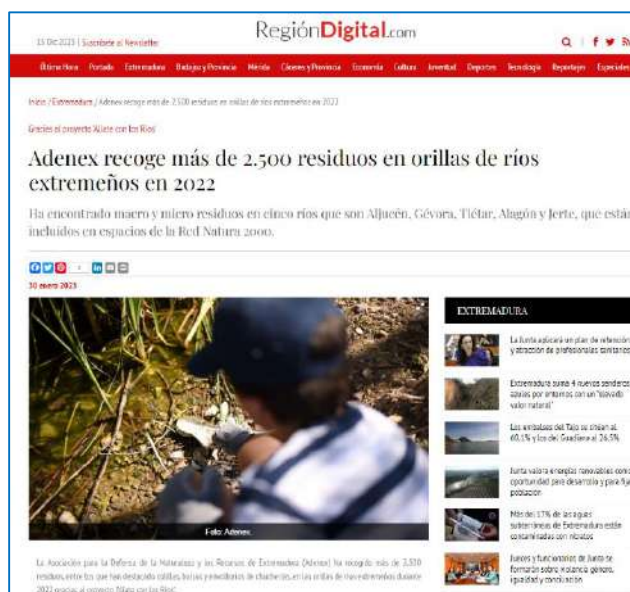 15 Dic 2023 | Suscríbete al Newsletter
RegiónDigital.com
Última Hora Portada Extremadura Badajoz y Provincia Mérida Cáceres y Provincia Economía Cultura Juventud Deportes Tecnología Reportajes Especiales
Inicio / Extremadura / Adenex recoge más de 2.500 residuos en orillas de ríos extremeños en 2022
Gracias al proyecto 'Alíate con los Ríos'
Adenex recoge más de 2.500 residuos en orillas de ríos
extremeños en 2022
Ha encontrado macro y micro residuos en cinco ríos que son Aljucén, Gévora, Tiétar, Alagón y Jerte, que están
incluidos en espacios de la Red Natura 2000.
30 enero 2023
EXTREMADURA
La Junta aplicará un plan de retención
y atracción de profesionales sanitarios
Extremadura suma 4 nuevos senderos
azules por entornos con un "elevado
valor natural"
Los embalses del Tajo se sitúan al
60,1% y los del Guadiana al 26,5%
Junta valora energías renovables como
oportunidad para desarrollo y para fijar
población
Más del 17% de las aguas
subterráneas de Extremadura están
contaminadas con nitratos
Jueces y funcionarios de Junta se
formarán sobre violencia género,
igualdad y conciliación
Foto: Adenex.
La Asociación para la Defensa de la Naturaleza y los Recursos de Extremadura (Adenex) ha recogido más de 2.500
residuos, entre los que han destacado colillas, bolsas y envoltorios de chucherías, en las orillas de ríos extremeños durante
2022 gracias al proyecto 'Alíate con los Ríos'.